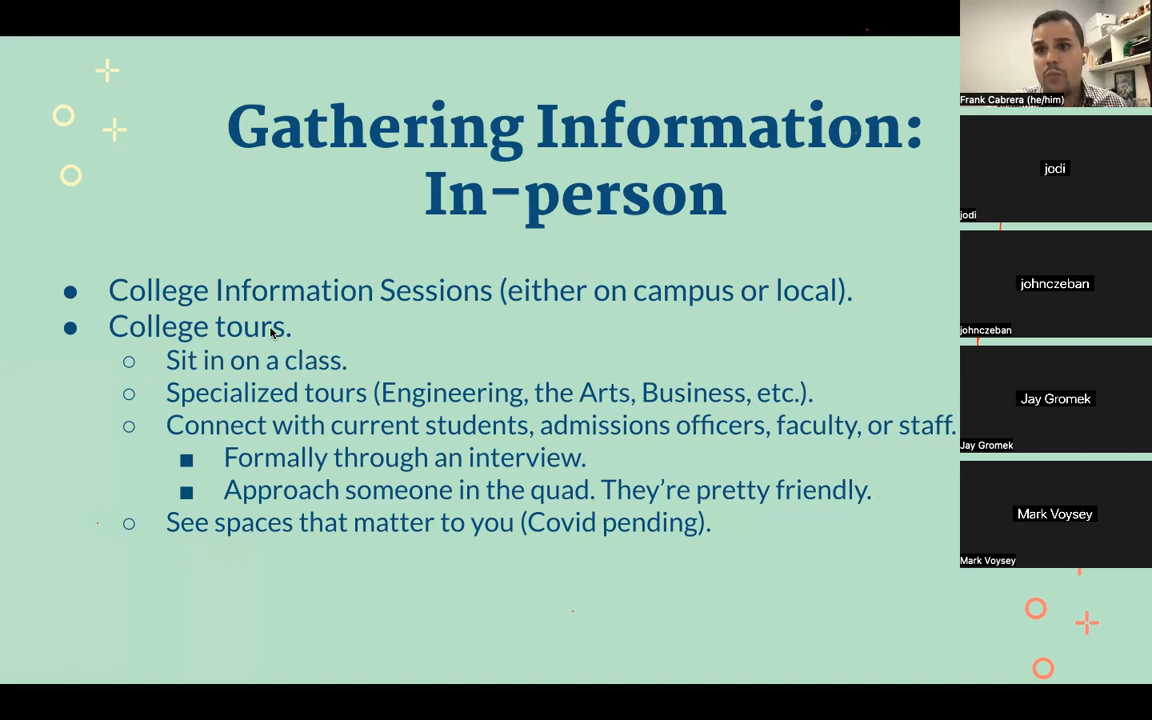 Gathering Information:
In-person
● College Information Sessions (either on campus or local).
● College tours.
○ Sit in on a class.
○ Specialized tours (Engineering, the Arts, Business, etc.).
○ Connect with current students, admissions officers, faculty, or staff.
■ Formally through an interview.
■ Approach someone in the quad. They’re pretty friendly.
○ See spaces that matter to you (Covid pending).
Frank Cabrera (he/him)
jodi
jodi
johnczeban
johnczeban
Jay Gromek
Jay Gromek
Mark Voysey
Mark Voysey